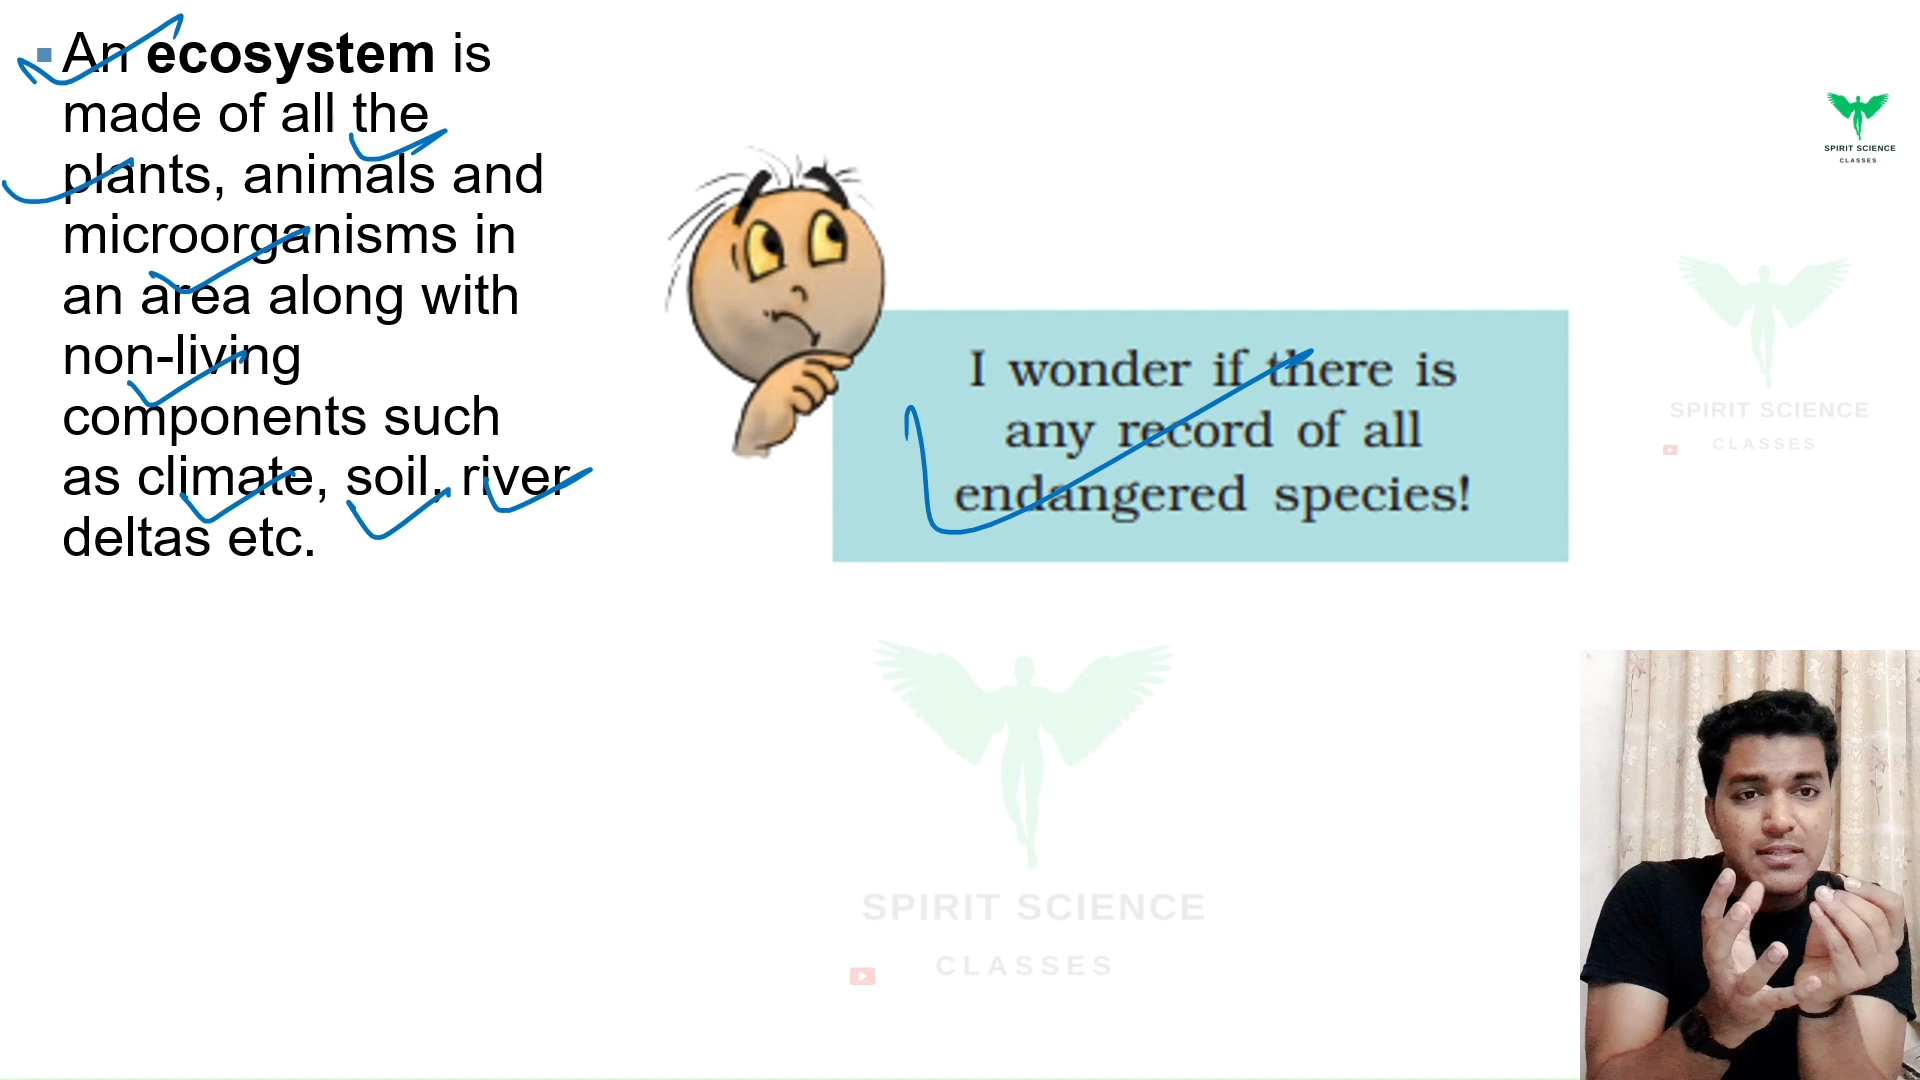 An ecosystem is
made of all the
plants, animals and
microorganisms in
an area along with
non-living
components such
as climate, soil, river
deltas etc.
I wonder if there is
any record of all
endangered species!
SPIRIT SCIENCE
CLASSES
SPIRIT SCIENCE
CLASSES
SPIRIT SCIENCE
CLASSES